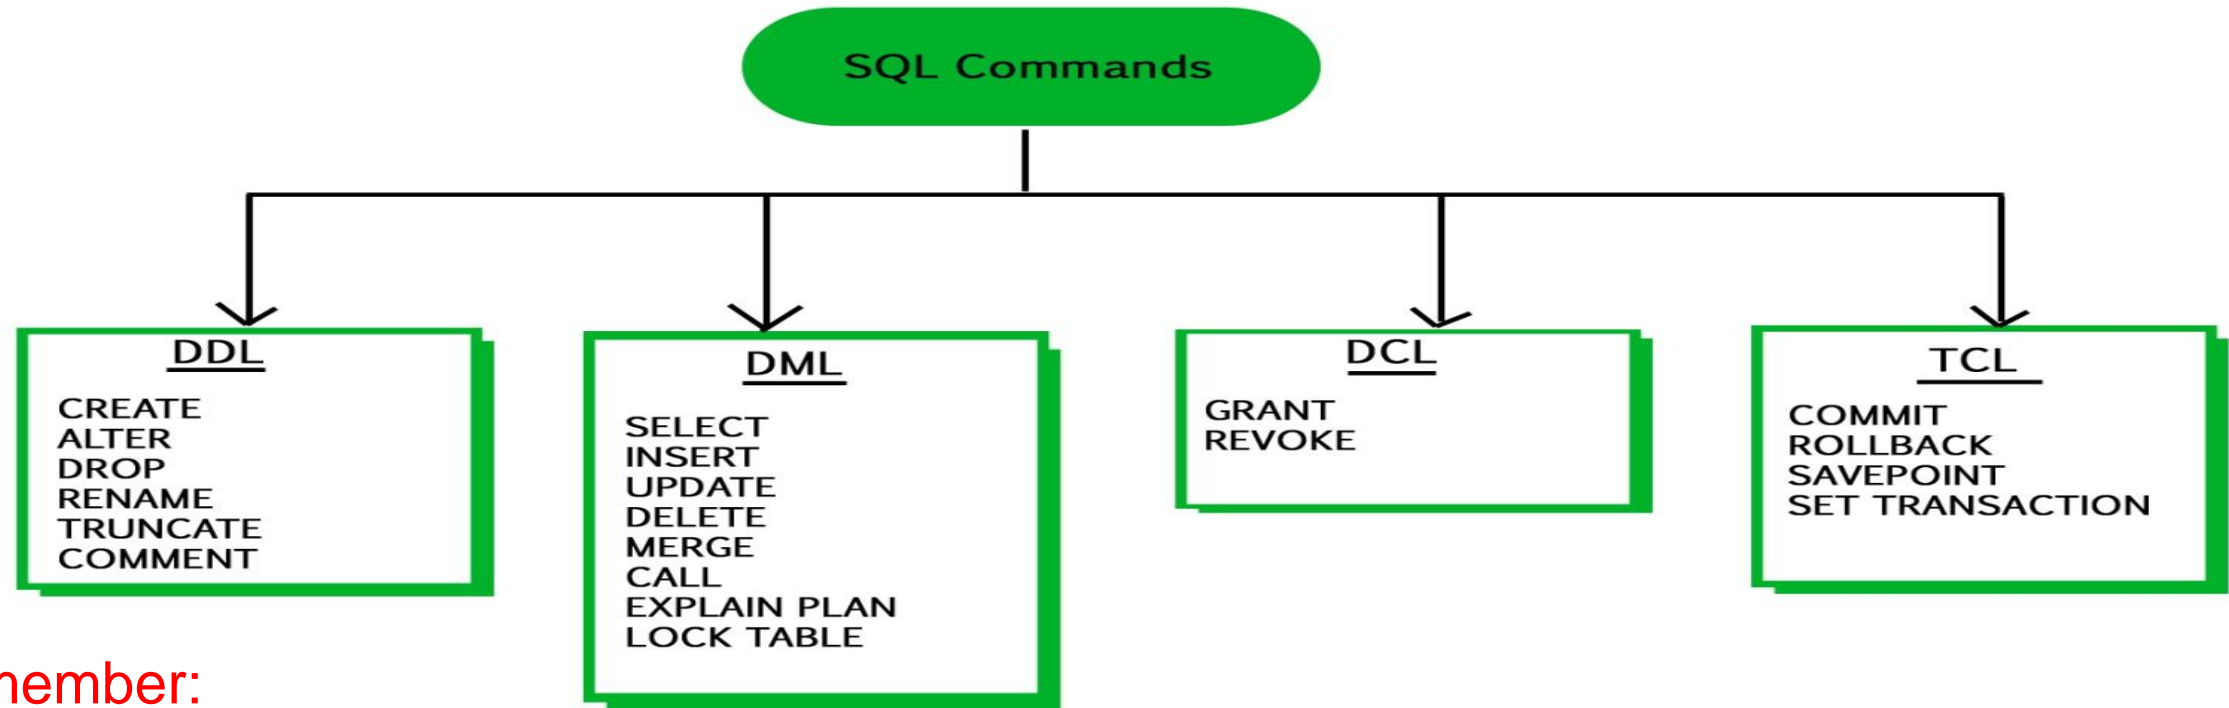 SQL Commands
DDL
CREATE
ALTER
DROP
RENAME
TRUNCATE
COMMENT
DML
SELECT
INSERT
UPDATE
DELETE
MERGE
CALL
EXPLAIN PLAN
LOCK TABLE
DCL
GRANT
REVOKE
TCL
COMMIT
ROLLBACK
SAVEPOINT
SET TRANSACTION